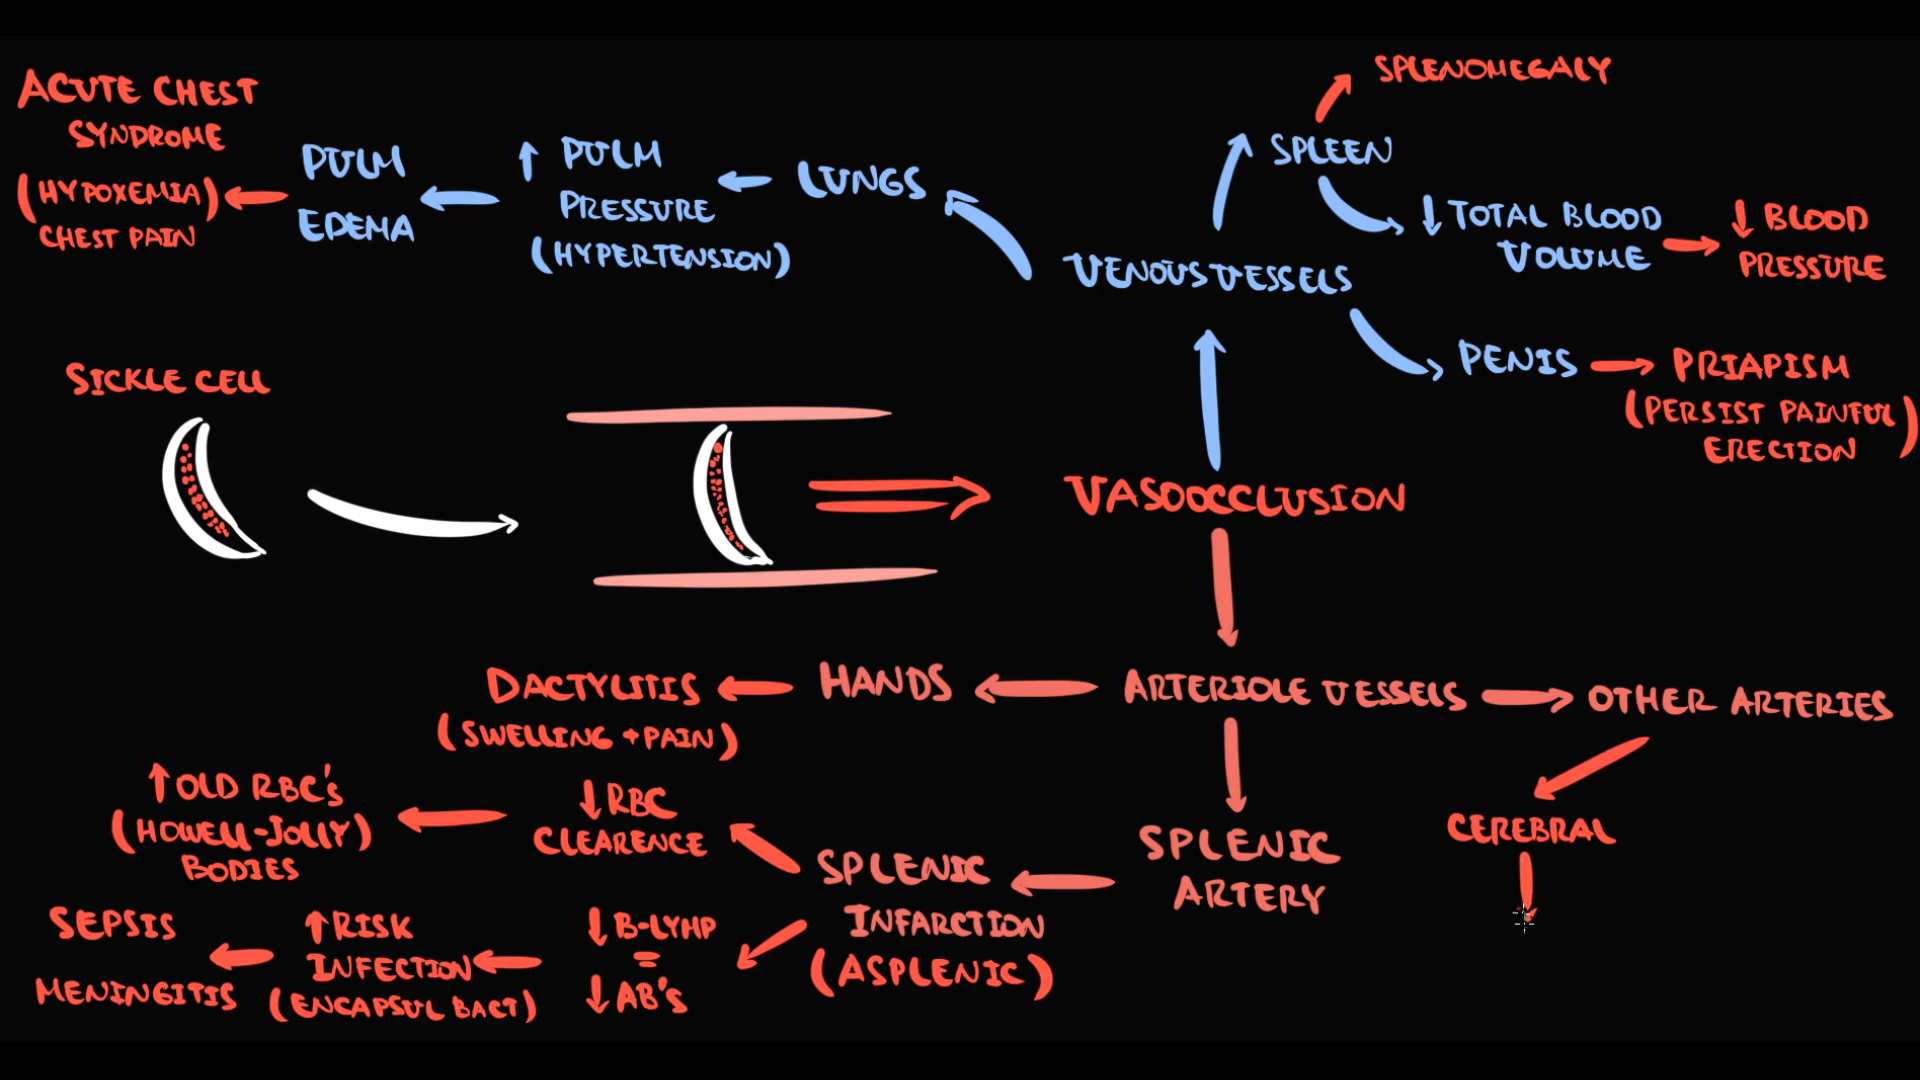 ACUTE CHEST
SYNDROME
(HYPOXEMIA)
CHEST PAIN
PULM
EDEMA
↑ PULM
PRESSURE
(HYPERTENSION)
LUNGS
VENOUS VESSELS
SPLENOMEGALY
SPLEEN
↓ TOTAL BLOOD
VOLUME
↓ BLOOD
PRESSURE
PENIS
PRIAPISM
(PERSIST PAINFUL
ERECTION)
SICKLE CELL
VASOOCCLUSION
DACTYLITIS
(SWELLING + PAIN)
HANDS
ARTERIOLE VESSELS
OTHER ARTERIES
↑ OLD RBC'S
(HOWELL-JOLLY)
BODIES
↓ RBC
CLEARENCE
SPLENIC
INFARCTION
(ASPLENIC)
SPLENIC
ARTERY
CEREBRAL
SEPSIS
MENINGITIS
↑ RISK
INFECTION
(ENCAPSUL BACT)
↓ B-LYMP
=
↓ AB'S